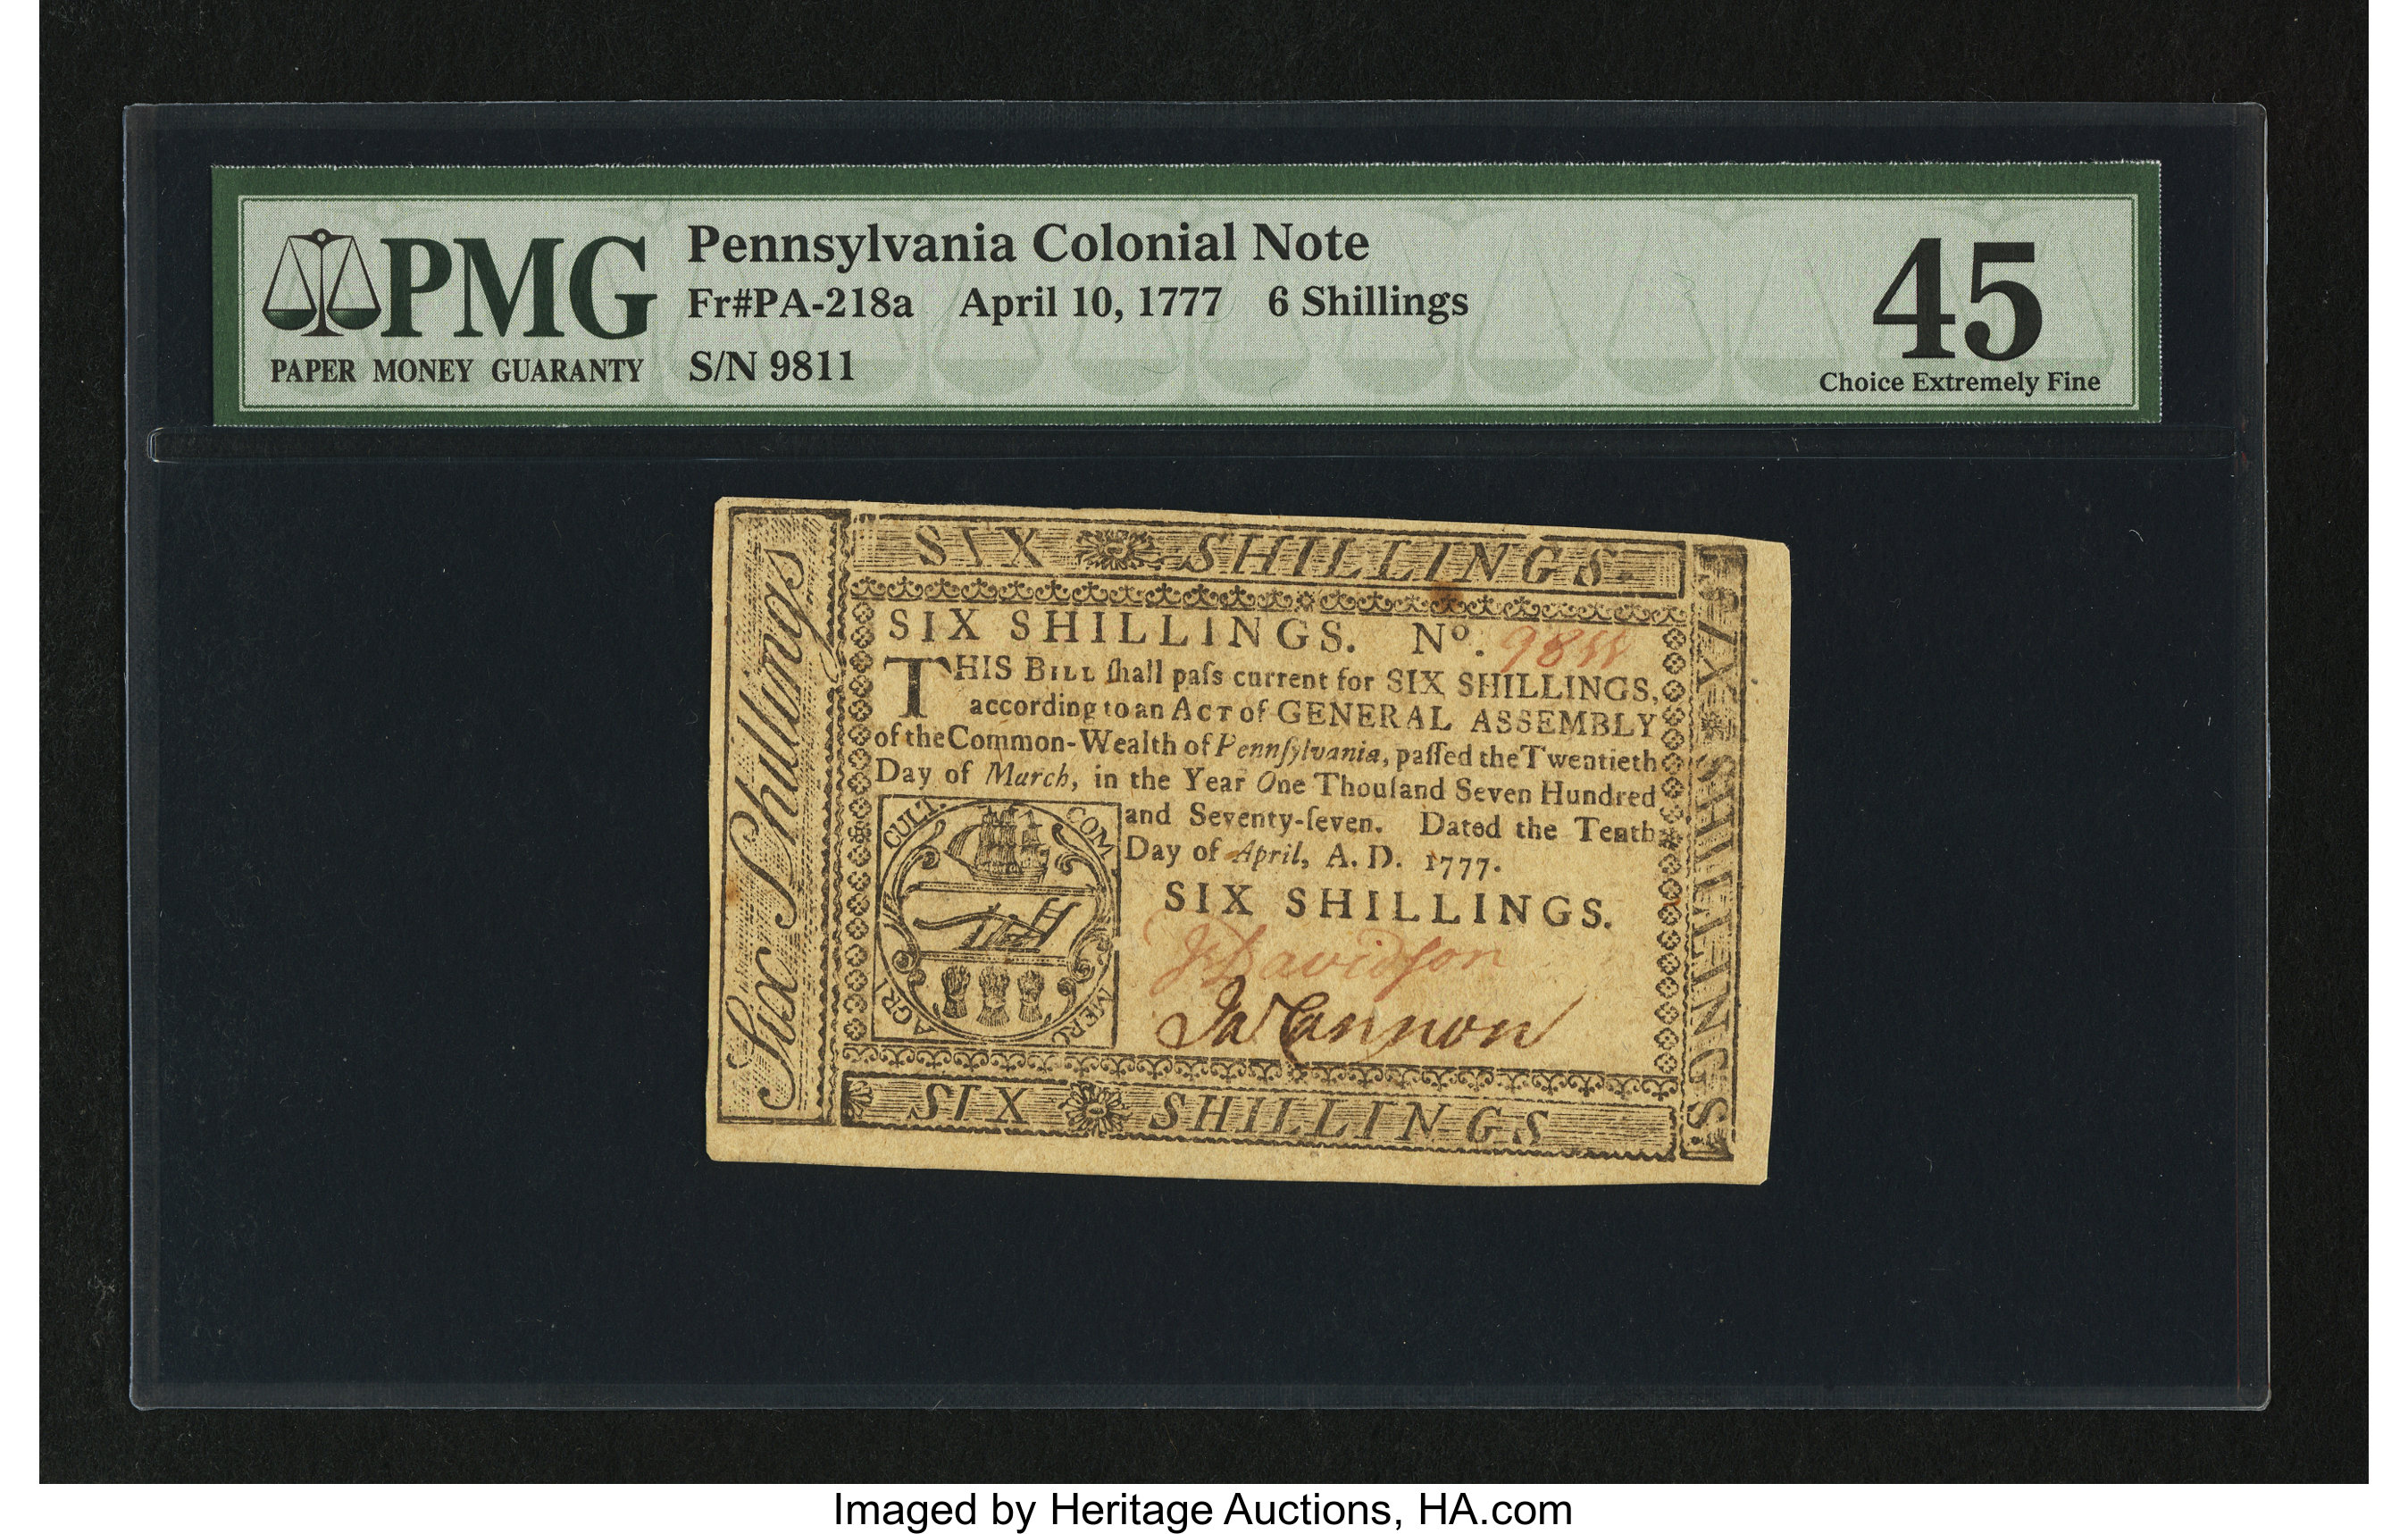 PMG
PAPER MONEY GUARANTY
Pennsylvania Colonial Note
Fr#PA-218a April 10, 1777 6 Shillings
S/N 9811
45
Choice Extremely Fine
SIX SHILLINGS.
Six Shillings
SIX SHILLINGS. No. 9811
THIS BILL ſhall paſs current for SIX SHILLINGS,
according to an ACT of GENERAL ASSEMBLY
of the Common-Wealth of Pennſylvania, paſſed the Twentieth
Day of March, in the Year One Thouſand Seven Hundred
and Seventy-ſeven. Dated the Tenth
Day of April, A. D. 1777.
SIX SHILLINGS.
J Davidſon
Ja Cannon
AGRI CULT. COM MERC
SIX SHILLINGS
SIX SHILLINGS.
Imaged by Heritage Auctions, HA.com